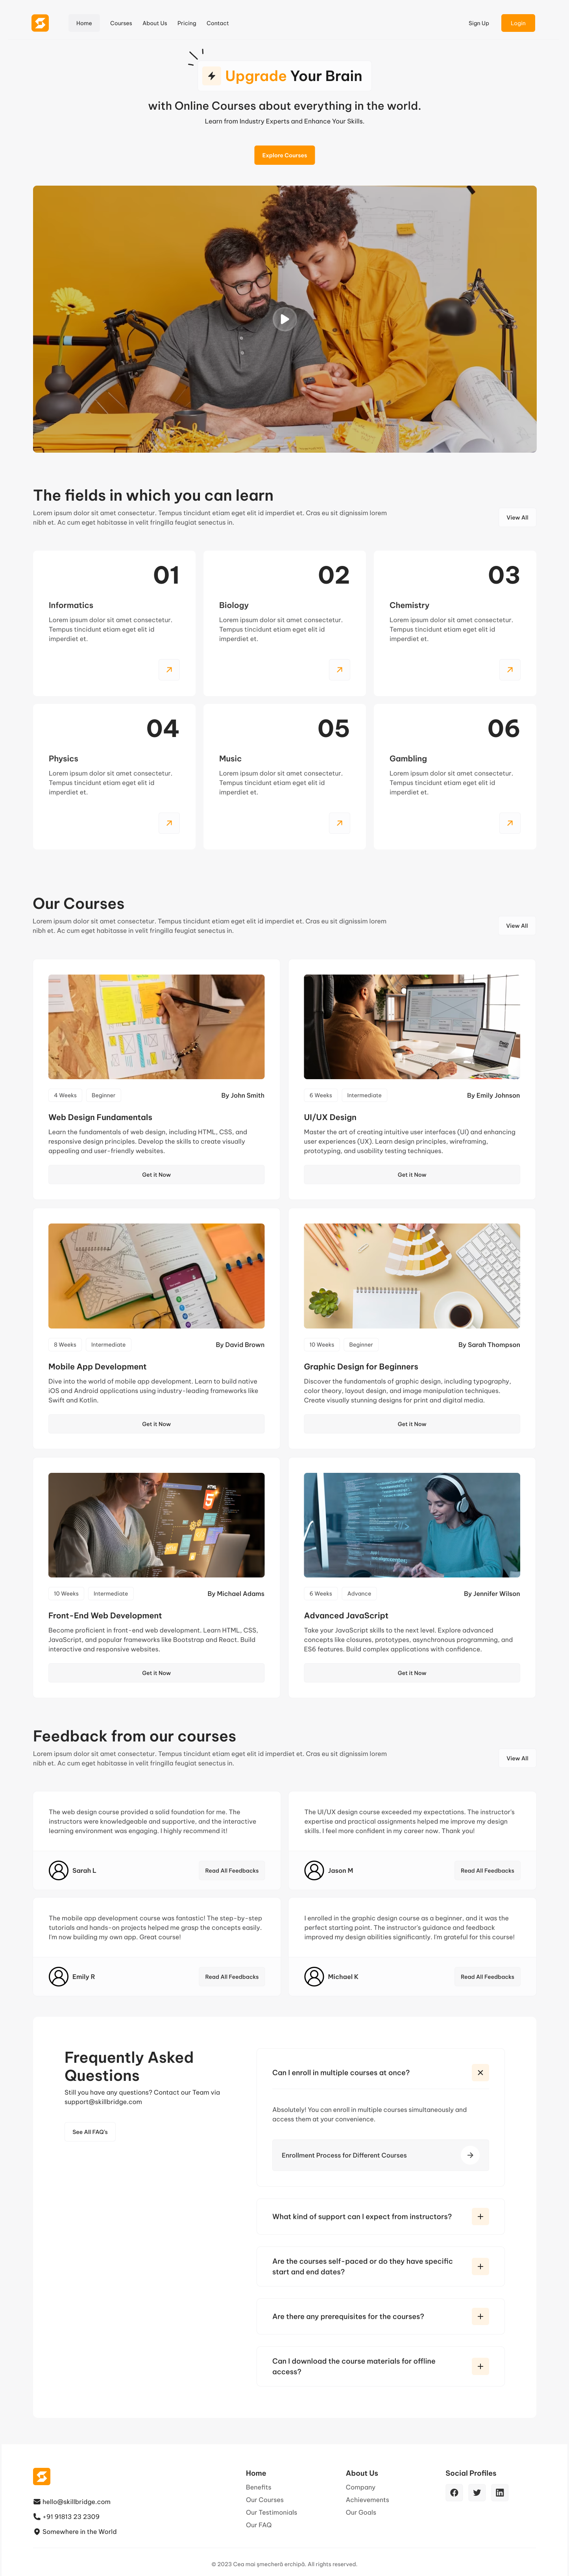 Home
Courses
About Us
Pricing
Contact
Sign Up
Login
Upgrade Your Brain
with Online Courses about everything in the world.
Learn from Industry Experts and Enhance Your Skills.
Explore Courses
The fields in which you can learn
Lorem ipsum dolor sit amet consectetur. Tempus tincidunt etiam eget elit id imperdiet et. Cras eu sit dignissim lorem
nibh et. Ac cum eget habitasse in velit fringilla feugiat senectus in.
View All
01
Informatics
Lorem ipsum dolor sit amet consectetur.
Tempus tincidunt etiam eget elit id
imperdiet et.
02
Biology
Lorem ipsum dolor sit amet consectetur.
Tempus tincidunt etiam eget elit id
imperdiet et.
03
Chemistry
Lorem ipsum dolor sit amet consectetur.
Tempus tincidunt etiam eget elit id
imperdiet et.
04
Physics
Lorem ipsum dolor sit amet consectetur.
Tempus tincidunt etiam eget elit id
imperdiet et.
05
Music
Lorem ipsum dolor sit amet consectetur.
Tempus tincidunt etiam eget elit id
imperdiet et.
06
Gambling
Lorem ipsum dolor sit amet consectetur.
Tempus tincidunt etiam eget elit id
imperdiet et.
Our Courses
Lorem ipsum dolor sit amet consectetur. Tempus tincidunt etiam eget elit id imperdiet et. Cras eu sit dignissim lorem
nibh et. Ac cum eget habitasse in velit fringilla feugiat senectus in.
View All
4 Weeks
Beginner
By John Smith
Web Design Fundamentals
Learn the fundamentals of web design, including HTML, CSS, and
responsive design principles. Develop the skills to create visually
appealing and user-friendly websites.
Get it Now
6 Weeks
Intermediate
By Emily Johnson
UI/UX Design
Master the art of creating intuitive user interfaces (UI) and enhancing
user experiences (UX). Learn design principles, wireframing,
prototyping, and usability testing techniques.
Get it Now
8 Weeks
Intermediate
By David Brown
Mobile App Development
Dive into the world of mobile app development. Learn to build native
iOS and Android applications using industry-leading frameworks like
Swift and Kotlin.
Get it Now
10 Weeks
Beginner
By Sarah Thompson
Graphic Design for Beginners
Discover the fundamentals of graphic design, including typography,
color theory, layout design, and image manipulation techniques.
Create visually stunning designs for print and digital media.
Get it Now
HTML
10 Weeks
Intermediate
By Michael Adams
Front-End Web Development
Become proficient in front-end web development. Learn HTML, CSS,
JavaScript, and popular frameworks like Bootstrap and React. Build
interactive and responsive websites.
Get it Now
6 Weeks
Advance
By Jennifer Wilson
Advanced JavaScript
Take your JavaScript skills to the next level. Explore advanced
concepts like closures, prototypes, asynchronous programming, and
ES6 features. Build complex applications with confidence.
Get it Now
Feedback from our courses
Lorem ipsum dolor sit amet consectetur. Tempus tincidunt etiam eget elit id imperdiet et. Cras eu sit dignissim lorem
nibh et. Ac cum eget habitasse in velit fringilla feugiat senectus in.
View All
The web design course provided a solid foundation for me. The
instructors were knowledgeable and supportive, and the interactive
learning environment was engaging. I highly recommend it!
Sarah L
Read All Feedbacks
The UI/UX design course exceeded my expectations. The instructor's
expertise and practical assignments helped me improve my design
skills. I feel more confident in my career now. Thank you!
Jason M
Read All Feedbacks
The mobile app development course was fantastic! The step-by-step
tutorials and hands-on projects helped me grasp the concepts easily.
I'm now building my own app. Great course!
Emily R
Read All Feedbacks
I enrolled in the graphic design course as a beginner, and it was the
perfect starting point. The instructor's guidance and feedback
improved my design abilities significantly. I'm grateful for this course!
Michael K
Read All Feedbacks
Frequently Asked
Questions
Still you have any questions? Contact our Team via
support@skillbridge.com
See All FAQ's
Can I enroll in multiple courses at once?
Absolutely! You can enroll in multiple courses simultaneously and
access them at your convenience.
Enrollment Process for Different Courses
What kind of support can I expect from instructors?
Are the courses self-paced or do they have specific
start and end dates?
Are there any prerequisites for the courses?
Can I download the course materials for offline
access?
hello@skillbridge.com
+91 91813 23 2309
Somewhere in the World
Home
Benefits
Our Courses
Our Testimonials
Our FAQ
About Us
Company
Achievements
Our Goals
Social Profiles
© 2023 Cea mai șmecheră echipă. All rights reserved.